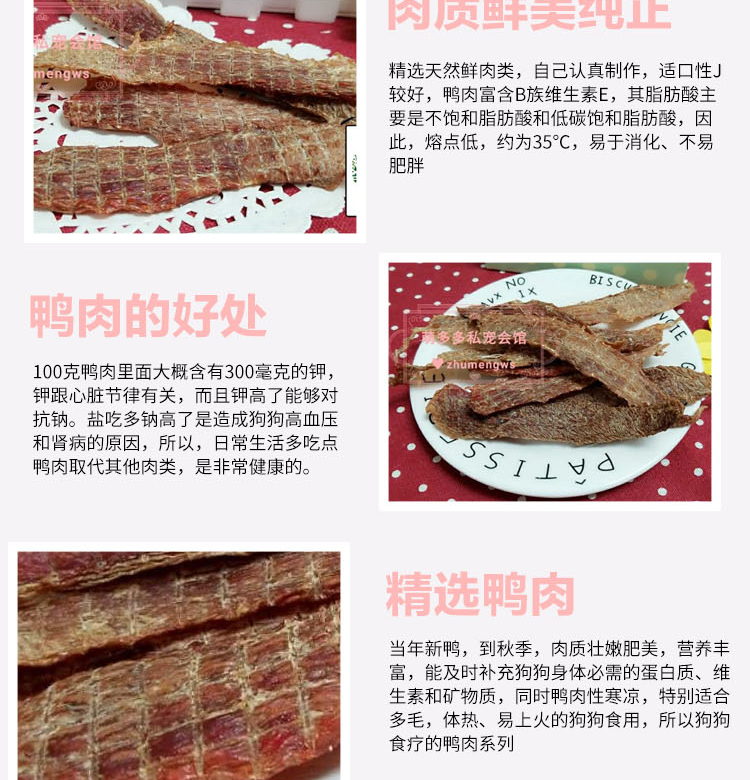 肉质鲜美纯正
私宠会馆
mengws
精选天然鲜肉类，自己认真制作，适口性J
较好，鸭肉富含B族维生素E，其脂肪酸主
要是不饱和脂肪酸和低碳饱和脂肪酸，因
此，熔点低，约为35℃，易于消化、不易
肥胖
鸭肉的好处
100克鸭肉里面大概含有300毫克的钾，
钾跟心脏节律有关，而且钾高了能够对
抗钠。盐吃多钠高了是造成狗狗高血压
和肾病的原因，所以，日常生活多吃点
鸭肉取代其他肉类，是非常健康的。
NO
IX
BISCU
多多私宠会馆
zhumengws
PÂTISSE
精选鸭肉
当年新鸭，到秋季，肉质壮嫩肥美，营养丰
富，能及时补充狗狗身体必需的蛋白质、维
生素和矿物质，同时鸭肉性寒凉，特别适合
多毛，体热、易上火的狗狗食用，所以狗狗
食疗的鸭肉系列